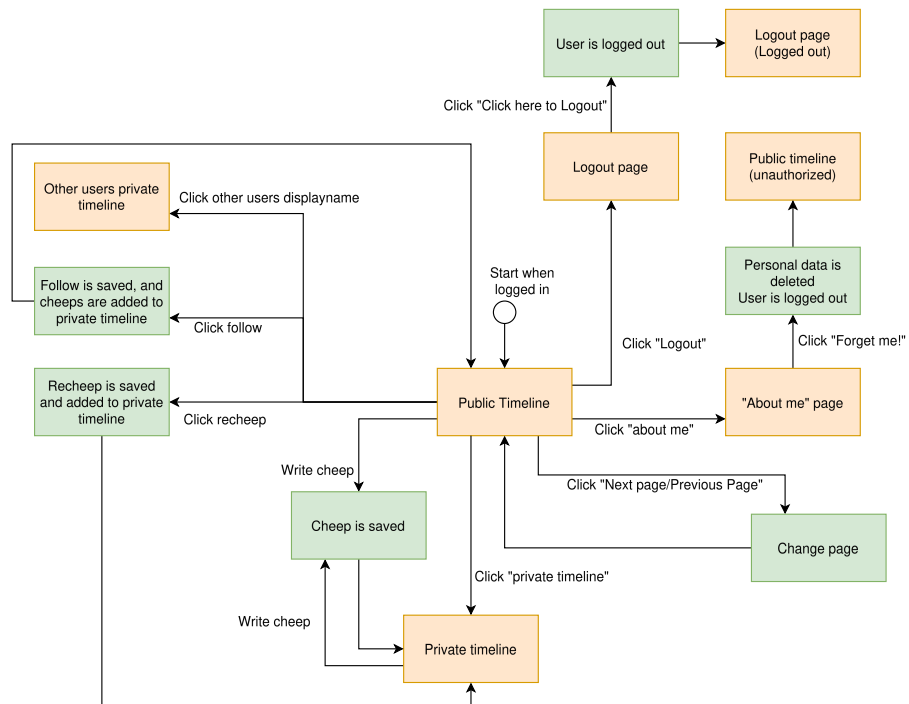 User is logged out
Logout page
(Logged out)
Click "Click here to Logout"
Logout page
Public timeline
(unauthorized)
Other users private
timeline
Click other users displayname
Follow is saved, and
cheeps are added to
private timeline
Click follow
Start when
logged in
Personal data is
deleted
User is logged out
Click "Logout"
Click "Forget me!"
Recheep is saved
and added to private
timeline
Click recheep
Public Timeline
Click "about me"
"About me" page
Write cheep
Click "Next page/Previous Page"
Cheep is saved
Change page
Click "private timeline"
Write cheep
Private timeline